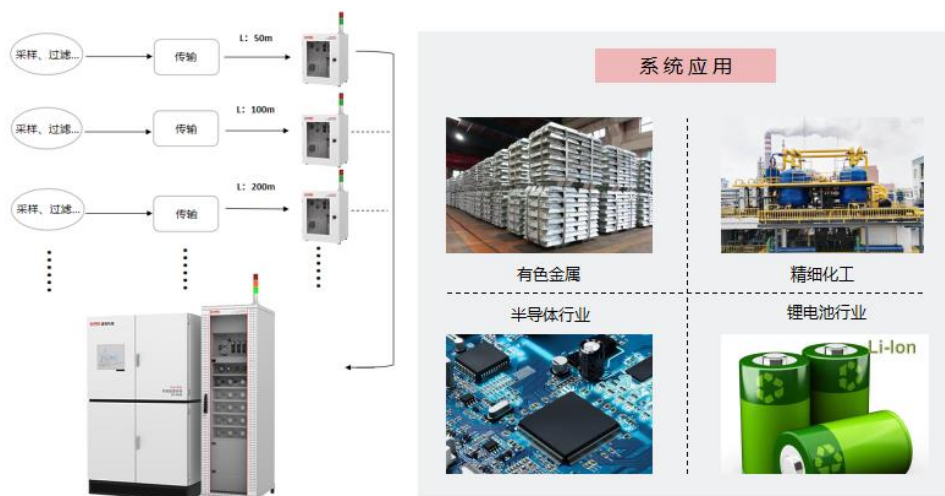 采样、过滤...
传输
L：50m
采样、过滤...
传输
L：100m
采样、过滤...
传输
L：200m
系统应用
有色金属
精细化工
半导体行业
锂电池行业
Li-Ion